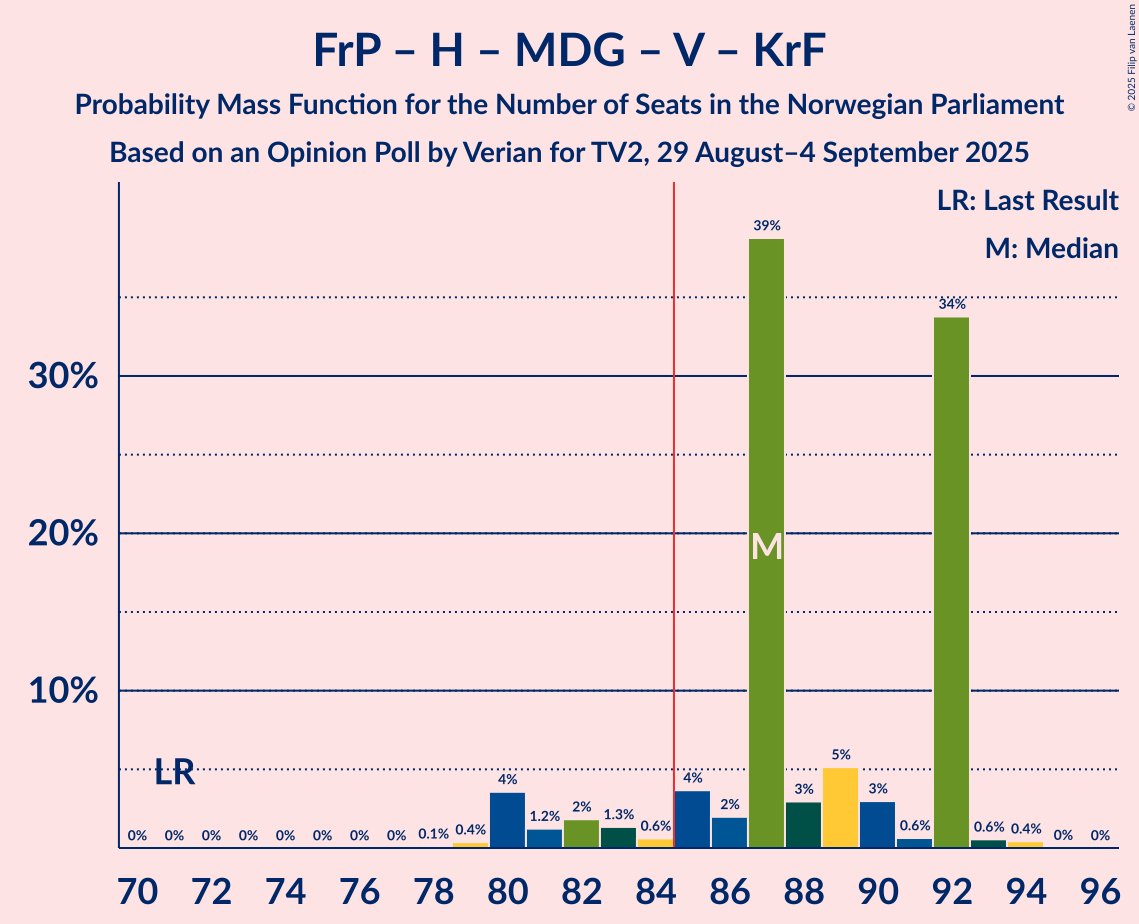 FrP – H – MDG – V – KrF
Probability Mass Function for the Number of Seats in the Norwegian Parliament
Based on an Opinion Poll by Verian for TV2, 29 August–4 September 2025
© 2025 Filip van Laenen
LR: Last Result
M: Median
39%
34%
30%
20%
M
10%
LR
0% 0% 0% 0% 0% 0% 0% 0% 0.1% 0.4% 4% 1.2% 2% 1.3% 0.6% 4% 2% 3% 5% 3% 0.6% 0.6% 0.4% 0% 0%
70 72 74 76 78 80 82 84 86 88 90 92 94 96